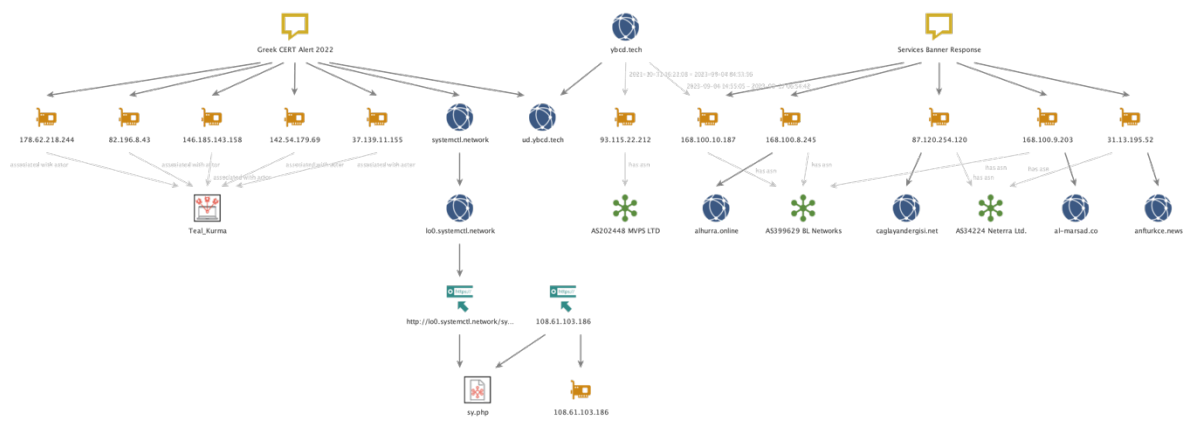 Greek CERT Alert 2022
ybcd.tech
Services Banner Response
178.62.218.244
82.196.8.43
146.185.143.158
142.54.179.69
37.139.11.155
systemctl.network
ud.ybcd.tech
93.115.22.212
168.100.10.187
168.100.8.245
87.120.254.120
168.100.9.203
31.13.195.52
associated with actor
associated with actor
associated with actor
associated with actor
associated with actor
has asn
has asn
has asn
has asn
has asn
has asn
Teal_Kurma
lo0.systemctl.network
AS202448 MVPS LTD
alhurra.online
AS399629 BL Networks
caglayandergisi.net
AS34224 Neterra Ltd.
al-marsad.co
anfturkce.news
http://lo0.systemctl.network/sy...
108.61.103.186
sy.php
108.61.103.186